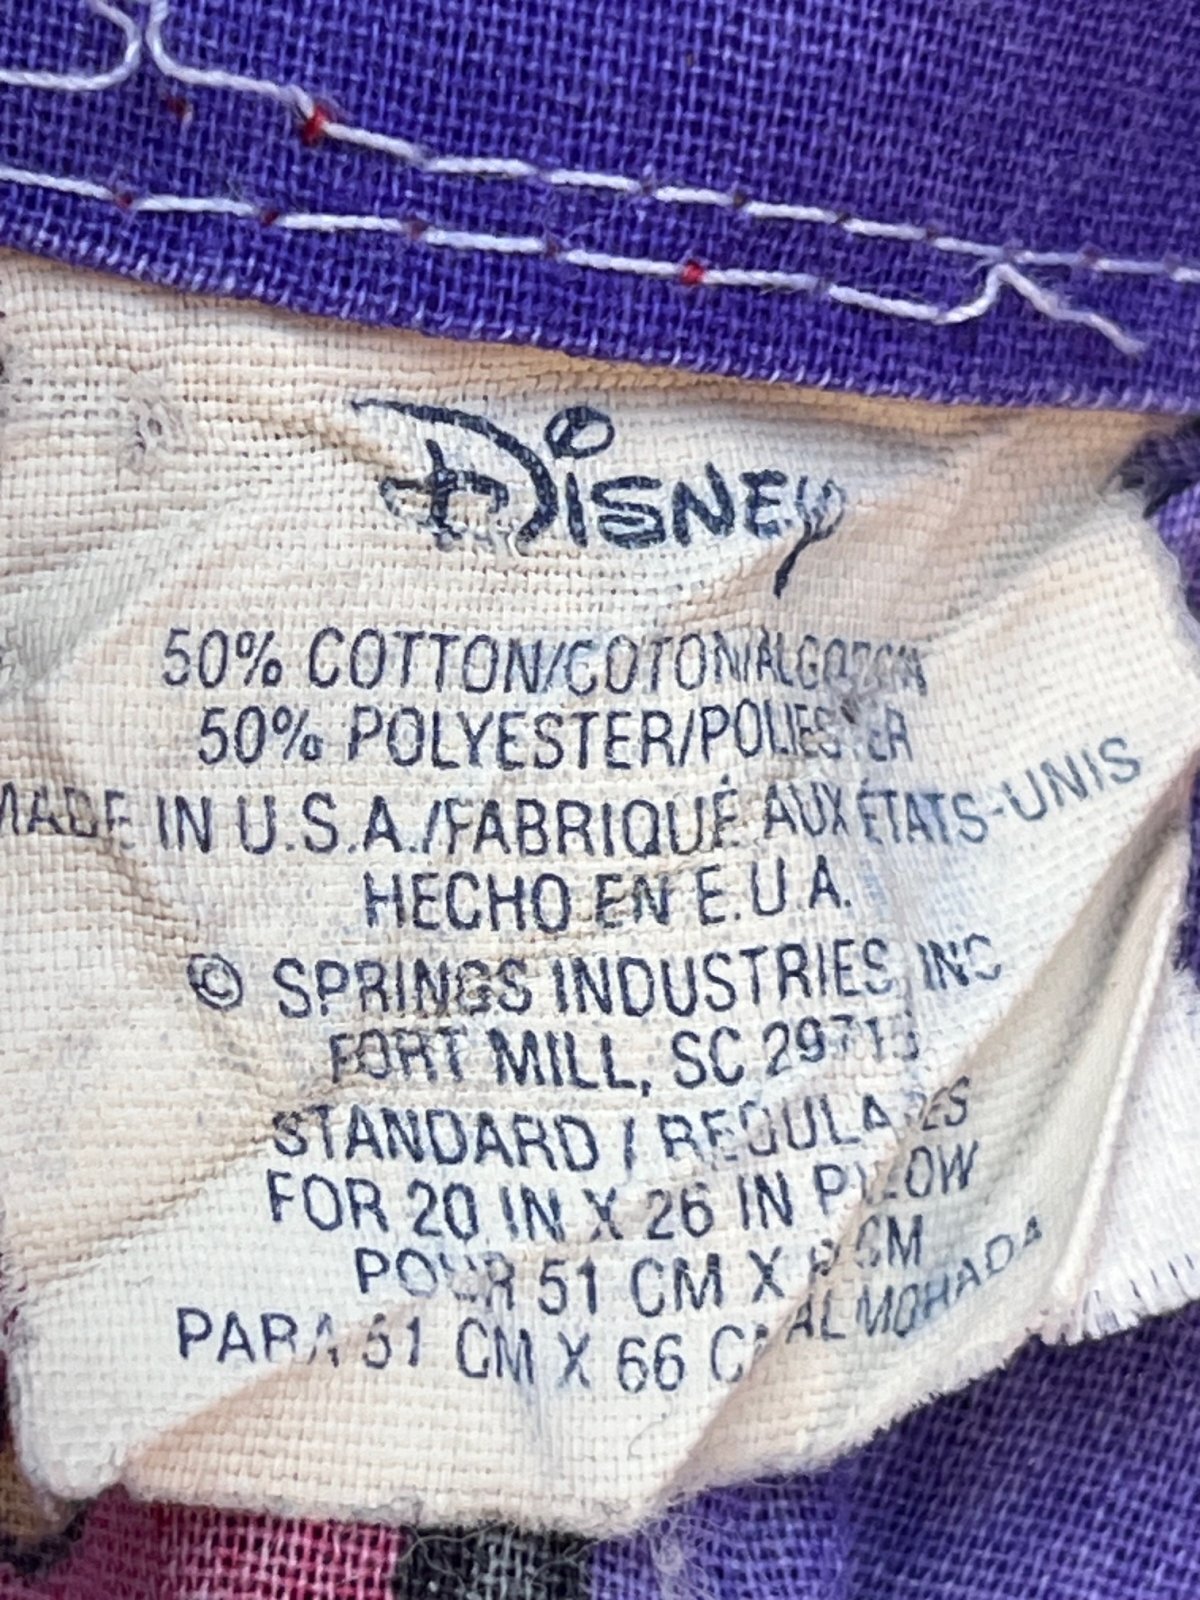 Disney
50% COTTON/COTON/ALGODON
50% POLYESTER/POLIESTER
MADE IN U.S.A./FABRIQUÉ AUX ÉTATS-UNIS
HECHO EN E.U.A.
© SPRINGS INDUSTRIES INC
FORT MILL, SC 29715
STANDARD / REGULARES
FOR 20 IN X 26 IN PILLOW
POUR 51 CM X CM
PARA 51 CM X 66 CM ALMOHADA